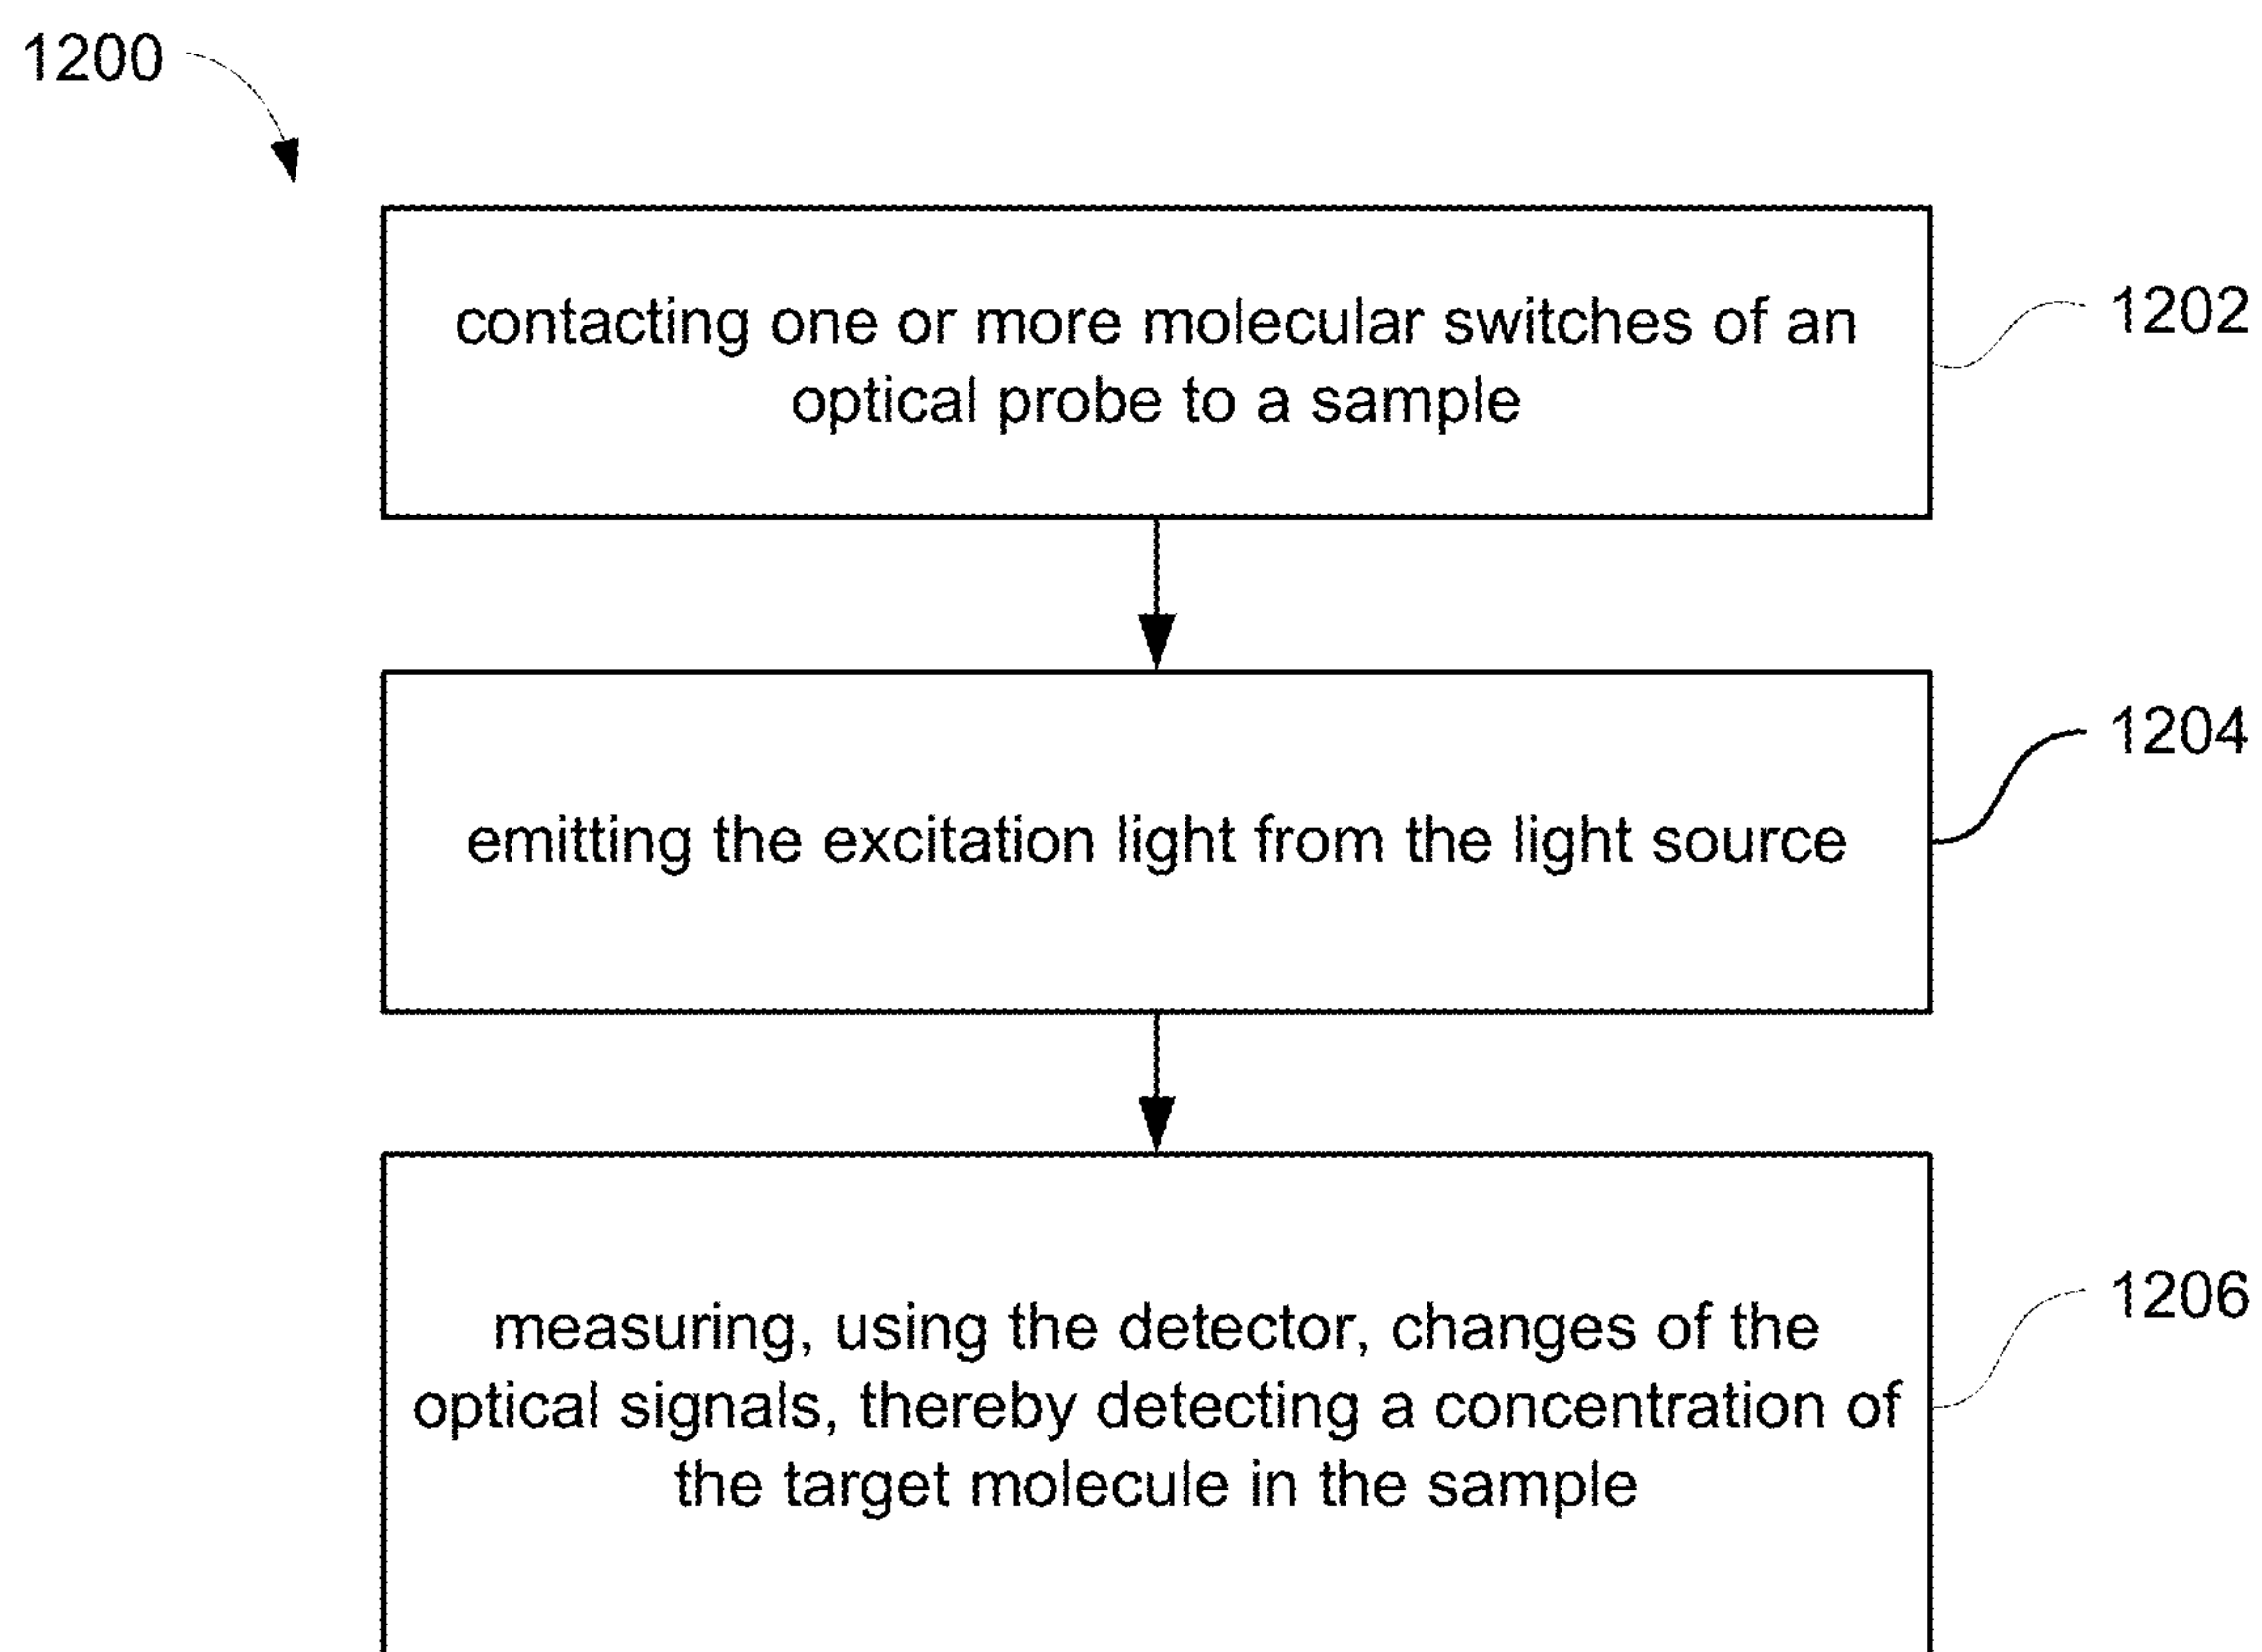 1200
contacting one or more molecular switches of an
optical probe to a sample
1202
emitting the excitation light from the light source
1204
measuring, using the detector, changes of the
optical signals, thereby detecting a concentration of
the target molecule in the sample
1206